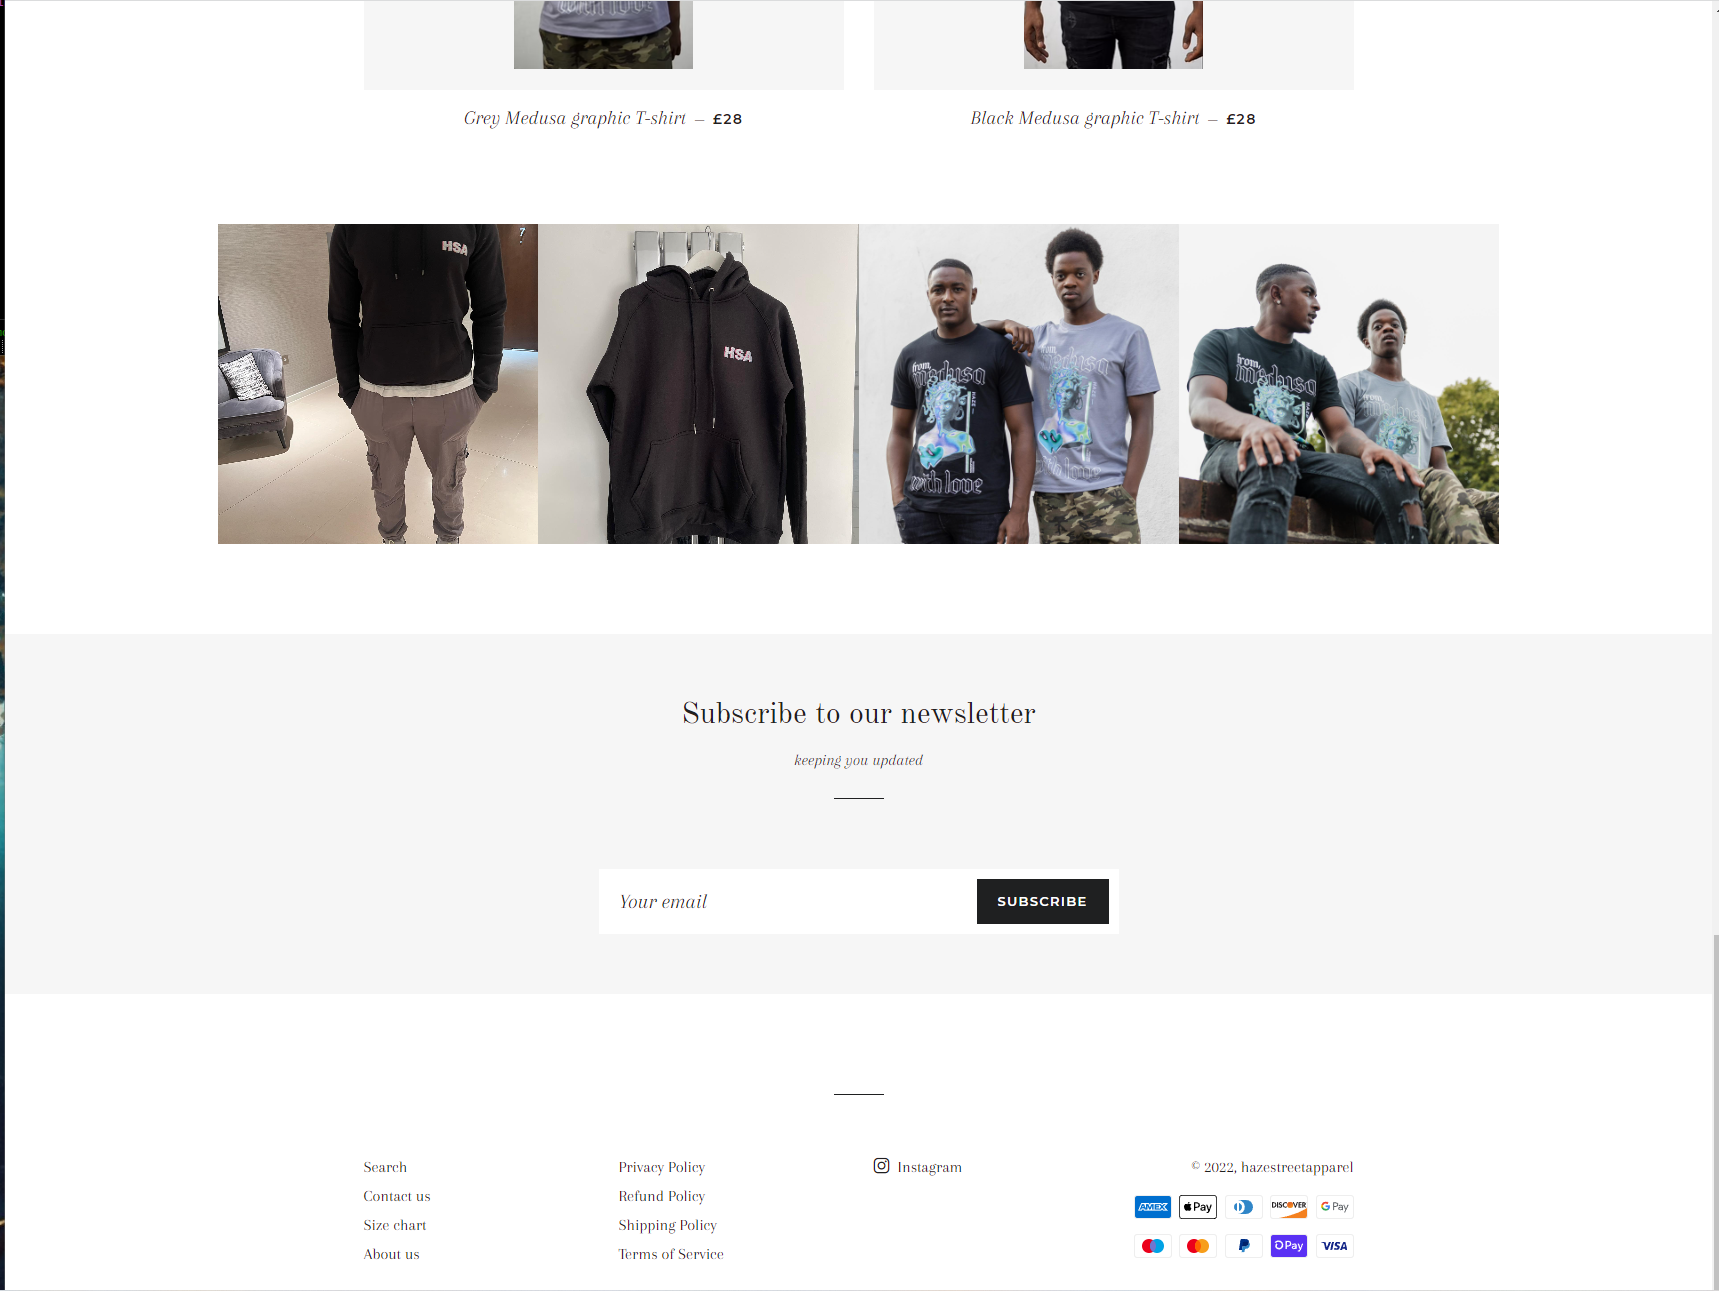 Grey Medusa graphic T-shirt — £28
Black Medusa graphic T-shirt — £28
HSA
7
HSA
from,
medusa
with love
from,
medusa
with love
from,
medusa
Subscribe to our newsletter
keeping you updated
Your email
SUBSCRIBE
Search
Contact us
Size chart
About us
Privacy Policy
Refund Policy
Shipping Policy
Terms of Service
Instagram
© 2022, hazestreetapparel
AMEX
Pay
DISCOVER
G Pay
Pay
VISA